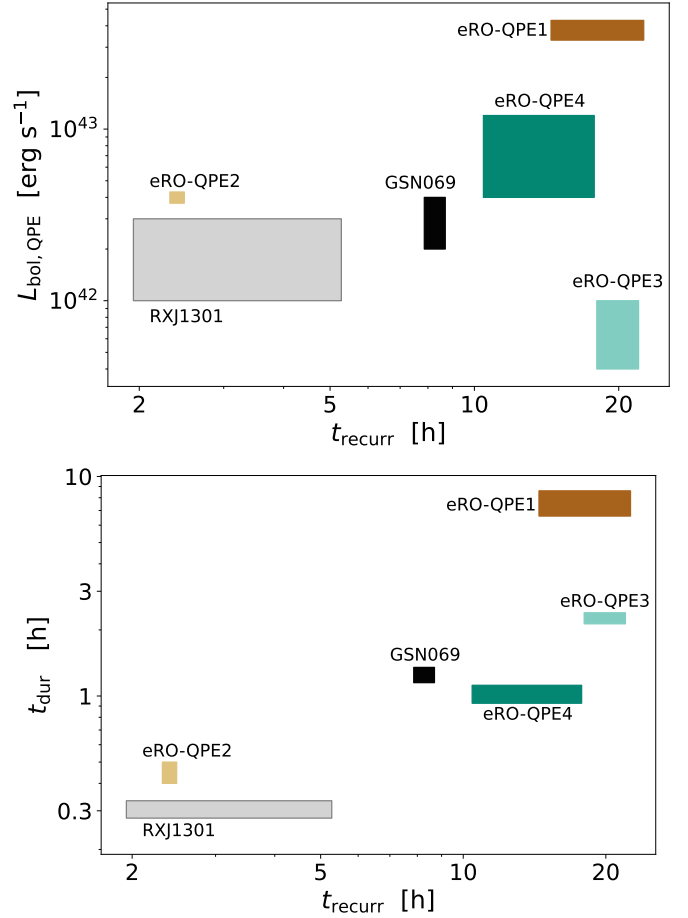 eRO-QPE1
eRO-QPE4
10^43
eRO-QPE2
GSN069
L_bol, QPE [erg s^−1]
eRO-QPE3
10^42
RXJ1301
2
5
10
20
t_recurr [h]
10
eRO-QPE1
3
eRO-QPE3
t_dur [h]
GSN069
1
eRO-QPE4
eRO-QPE2
0.3
RXJ1301
2
5
10
20
t_recurr [h]